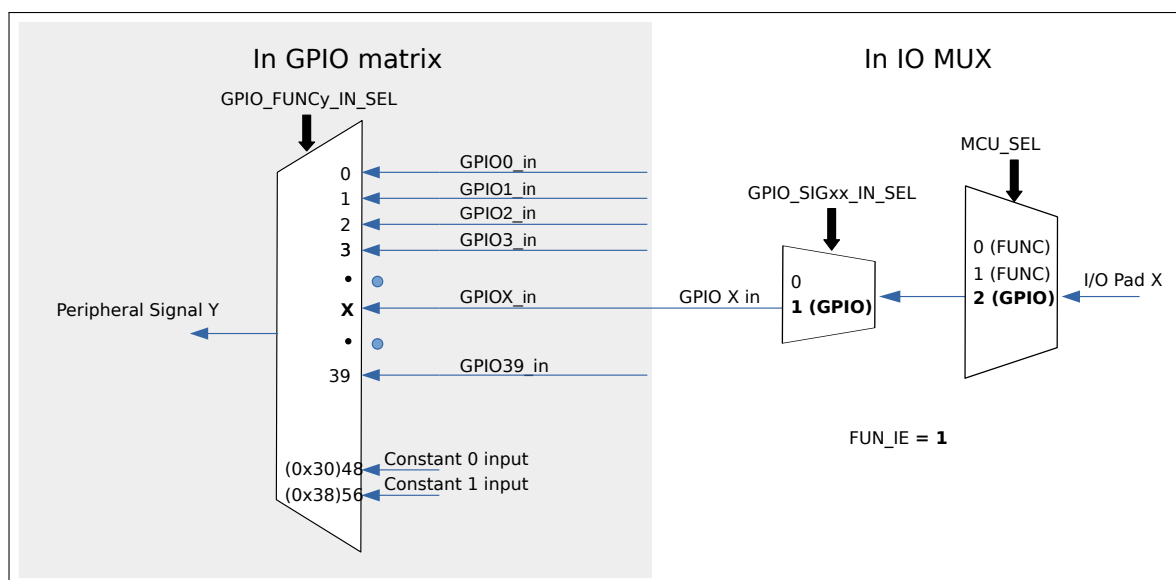 In GPIO matrix
In IO MUX
GPIO_FUNCy_IN_SEL
MCU_SEL
GPIO_SIGxx_IN_SEL
0
GPIO0_in
1
GPIO1_in
2
GPIO2_in
3
GPIO3_in
X
GPIOX_in
39
GPIO39_in
(0x30)48
Constant 0 input
(0x38)56
Constant 1 input
Peripheral Signal Y
GPIO X in
0
1 (GPIO)
0 (FUNC)
1 (FUNC)
2 (GPIO)
I/O Pad X
FUN_IE = 1